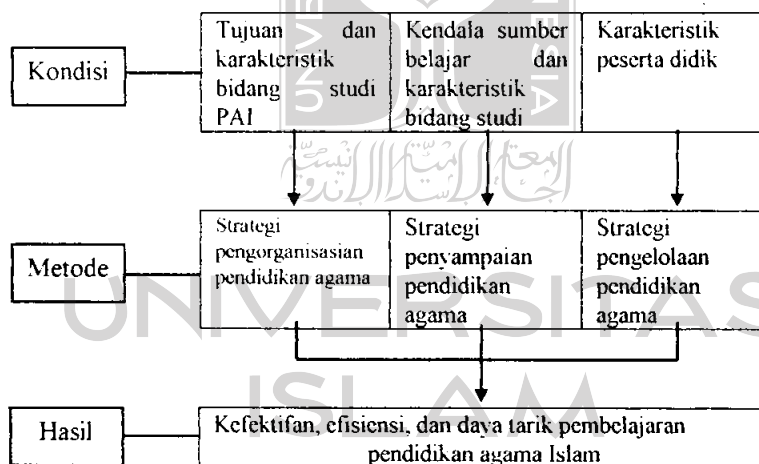 Kondisi
Tujuan dan
karakteristik
bidang studi
PAI
Kendala sumber
belajar dan
karakteristik
bidang studi
Karakteristik
peserta didik
Metode
Strategi
pengorganisasian
pendidikan agama
Strategi
penyampaian
pendidikan
agama
Strategi
pengelolaan
pendidikan
agama
UNIVERSITAS
ISLAM
Hasil
Kefektifan, efisiensi, dan daya tarik pembelajaran
pendidikan agama Islam